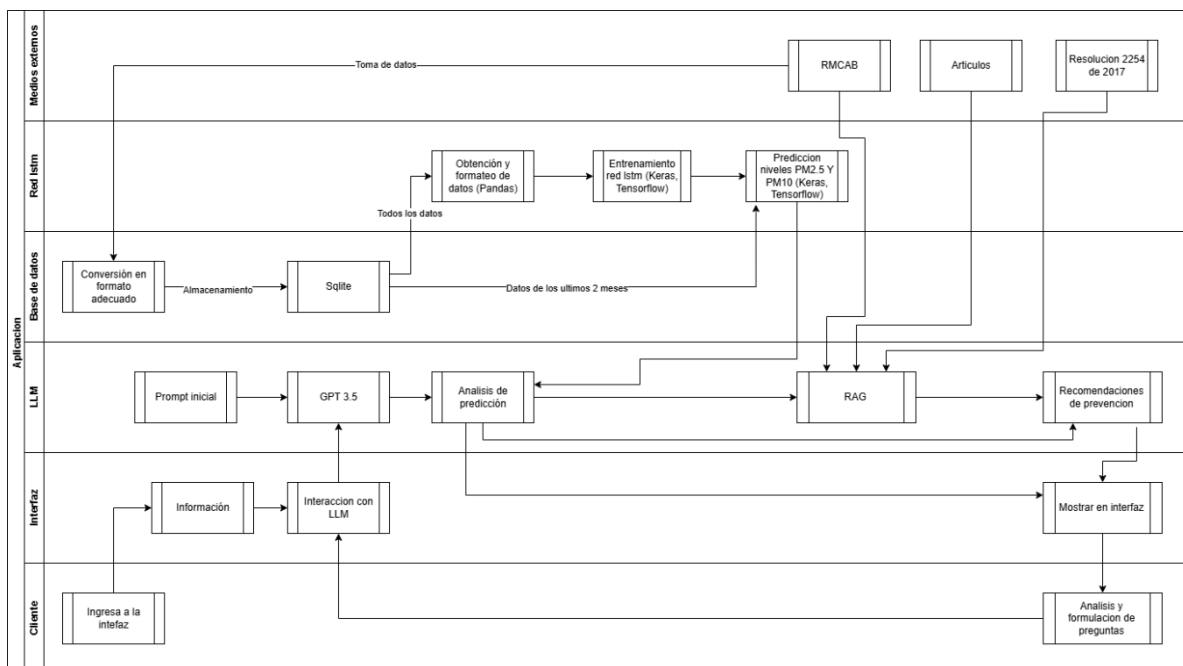 Aplicacion
Medios externos
Toma de datos
RMCAB
Articulos
Resolucion 2254
de 2017
Red lstm
Obtención y
formateo de
datos (Pandas)
Entrenamiento
red lstm (Keras,
Tensorflow)
Prediccion
niveles PM2.5 Y
PM10 (Keras,
Tensorflow)
Todos los datos
Base de datos
Conversión en
formato
adecuado
Almacenamiento
Sqlite
Datos de los ultimos 2 meses
LLM
Prompt inicial
GPT 3.5
Analisis de
predicción
RAG
Recomendaciones
de prevencion
Interfaz
Información
Interaccion con
LLM
Mostrar en interfaz
Cliente
Ingresa a la
intefaz
Analisis y
formulacion de
preguntas